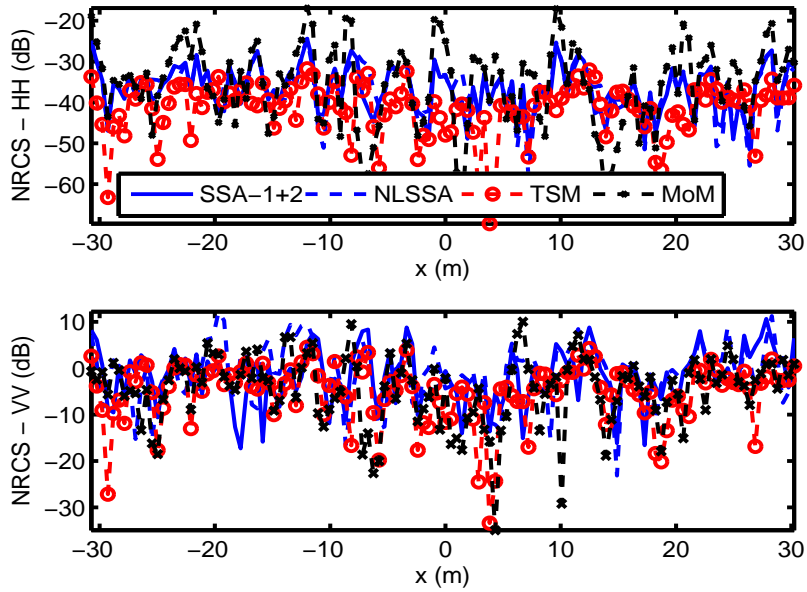 NRCS − HH (dB)
−20
−30
−40
−50
−60
SSA−1+2 NLSSA TSM MoM
−30 −20 −10 0 10 20 30
x (m)
NRCS − VV (dB)
10
0
−10
−20
−30
−30 −20 −10 0 10 20 30
x (m)